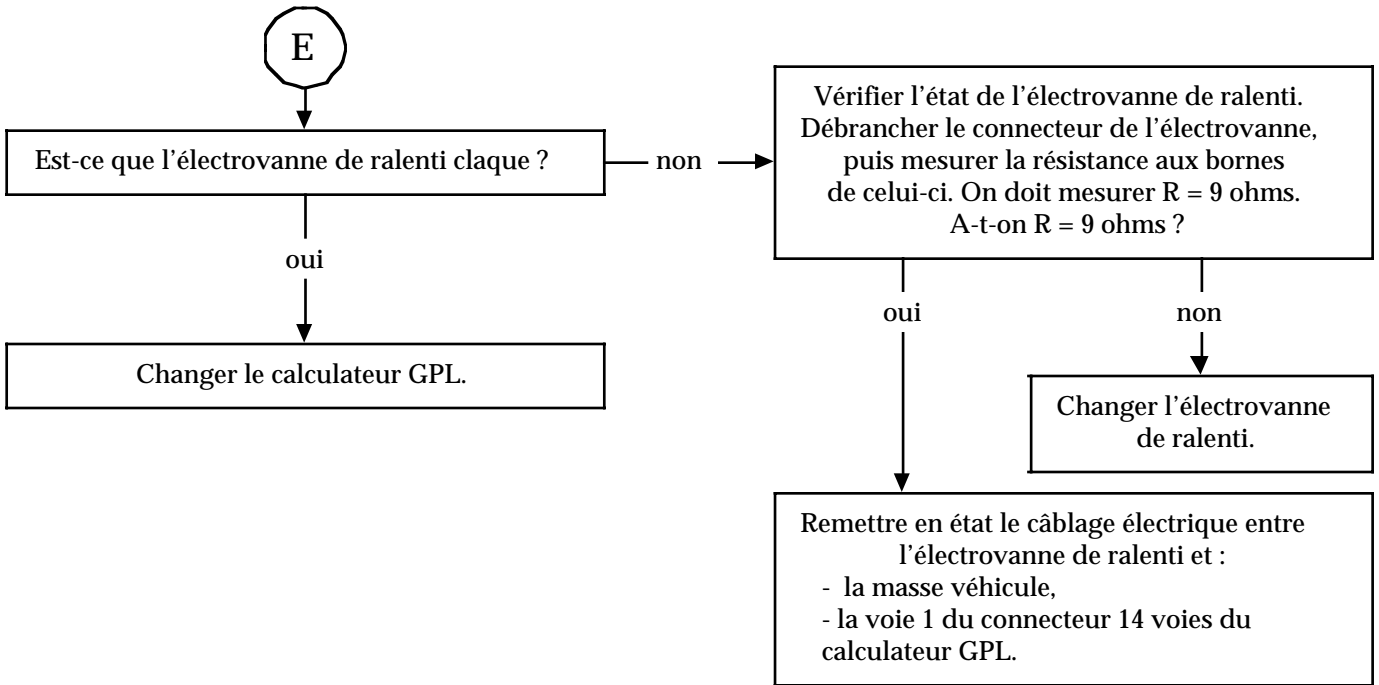 E
Est-ce que l'électrovanne de ralenti claque ?
non
Vérifier l'état de l'électrovanne de ralenti.
Débrancher le connecteur de l'électrovanne,
puis mesurer la résistance aux bornes
de celui-ci. On doit mesurer R = 9 ohms.
A-t-on R = 9 ohms ?
oui
Changer le calculateur GPL.
oui
non
Changer l'électrovanne
de ralenti.
Remettre en état le câblage électrique entre
l'électrovanne de ralenti et :
- la masse véhicule,
- la voie 1 du connecteur 14 voies du
calculateur GPL.